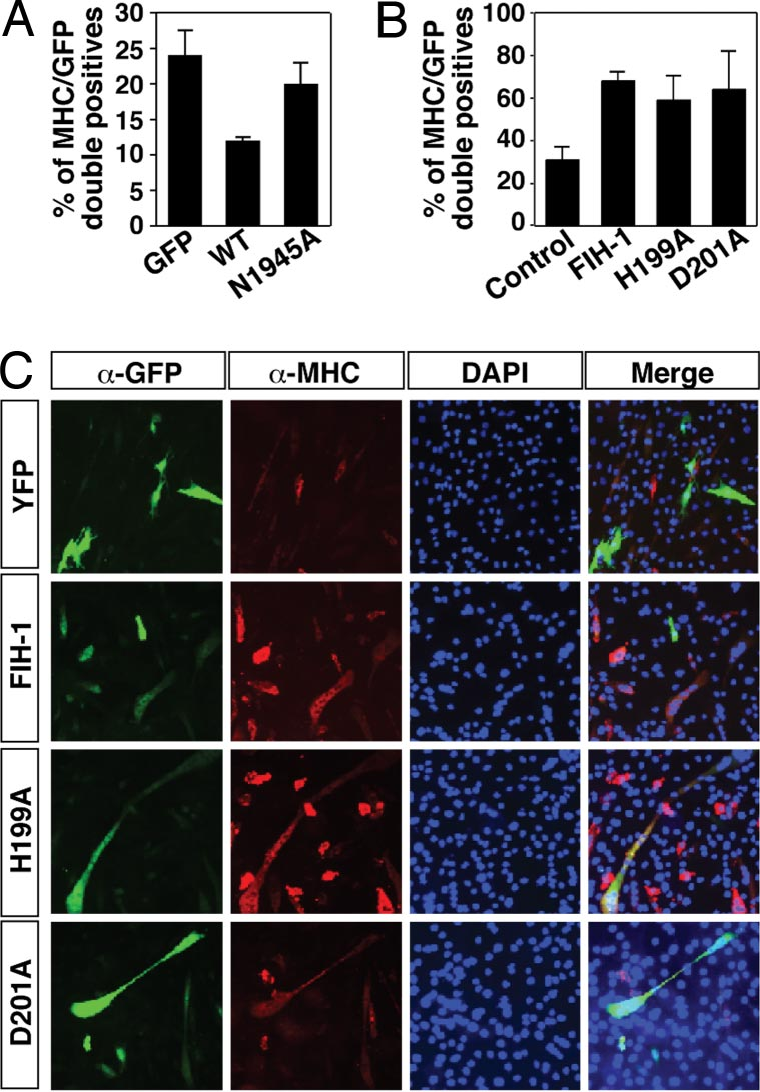 A
% of MHC/GFP
double positives
30
25
20
15
10
5
0
GFP
WT
N1945A
B
% of MHC/GFP
double positives
100
80
60
40
20
0
Control
FIH-1
H199A
D201A
C
α-GFP
α-MHC
DAPI
Merge
YFP
FIH-1
H199A
D201A